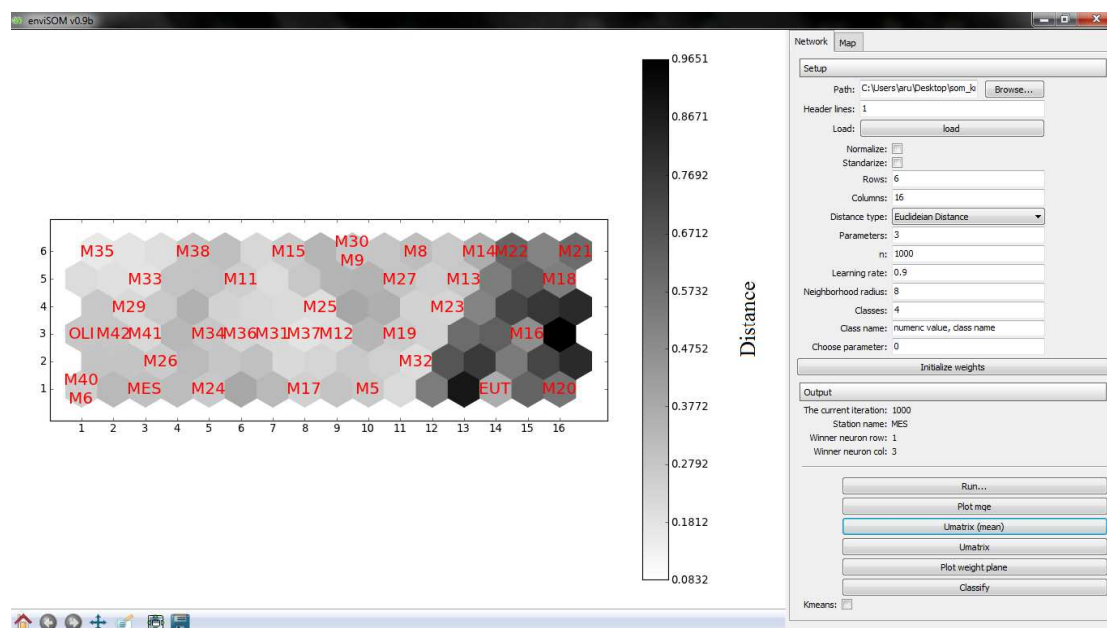 enviSOM v0.9b
Network Map
Setup
Path: C:\Users\aru\Desktop\som_k
Browse...
Header lines: 1
Load: load
Normalize:
Standarize:
Rows: 6
Columns: 16
Distance type: Euclideian Distance
Parameters: 3
n: 1000
Learning rate: 0.9
Neighborhood radius: 8
Classes: 4
Class name: numeric value, class name
Choose parameter: 0
Initialize weights
Output
The current iteration: 1000
Station name: MES
Winner neuron row: 1
Winner neuron col: 3
Run...
Plot mqe
Umatrix (mean)
Umatrix
Plot weight plane
Classify
Kmeans:
M30
6 M35 M38 M15 M8 M14 M22 M21
M9
5 M33 M11 M27 M13 M18
4 M29 M25 M23
3 OLI M42 M41 M34 M36 M31 M37 M12 M19 M16
2 M26 M32
M40
1 MES M24 M17 M5 EUT M20
M6
1 2 3 4 5 6 7 8 9 10 11 12 13 14 15 16
0.9651
0.8671
0.7692
0.6712
0.5732
0.4752
0.3772
0.2792
0.1812
0.0832
Distance